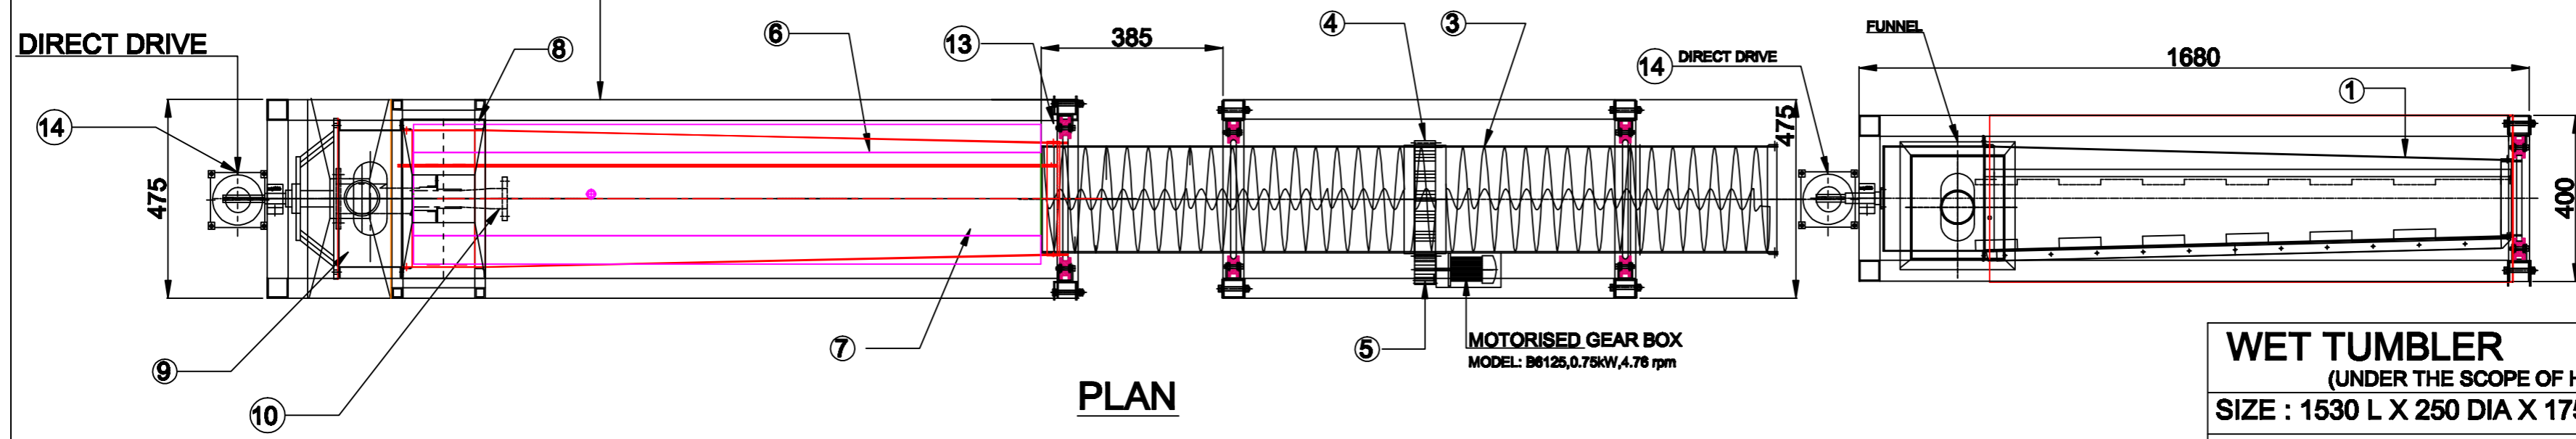 DIRECT DRIVE
14
475
9
10
8
6
13
385
7
4
3
14 DIRECT DRIVE
475
5
MOTORISED GEAR BOX
MODEL: B6125,0.75kW,4.76 rpm
PLAN
FUNNEL
1680
1
400
WET TUMBLER
(UNDER THE SCOPE OF H
SIZE : 1530 L X 250 DIA X 175